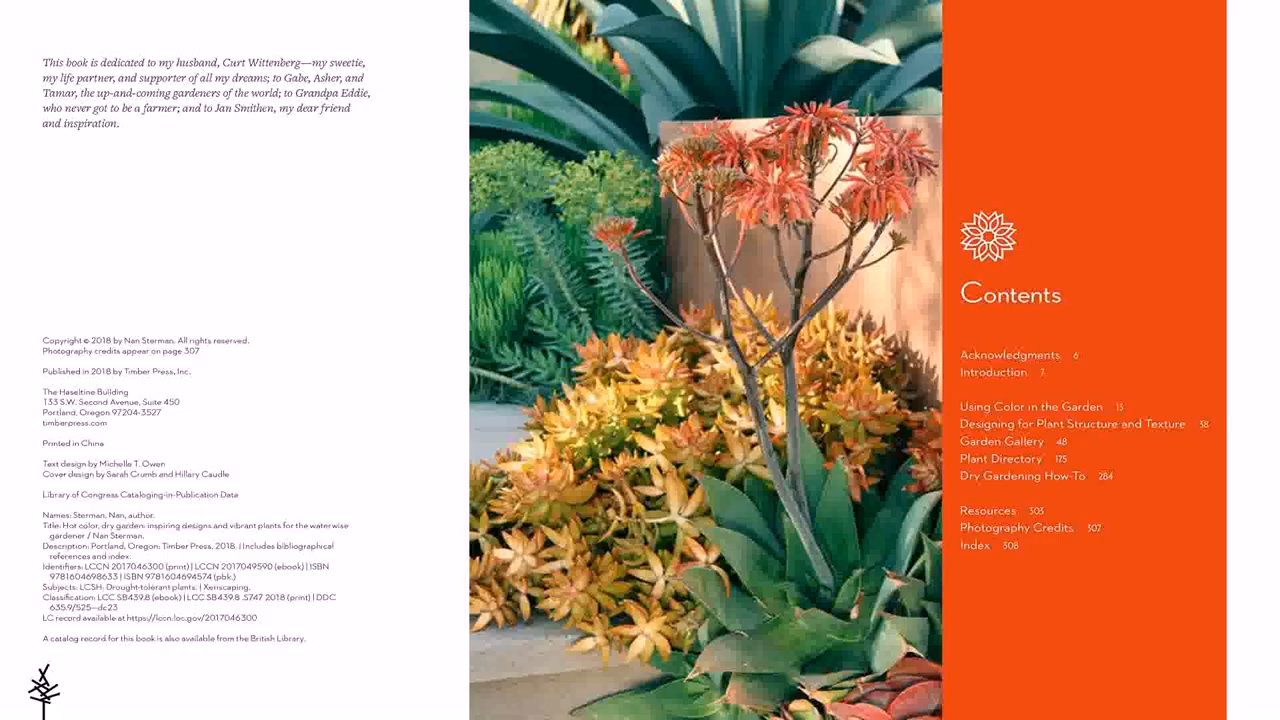 This book is dedicated to my husband, Curt Wittenberg—my sweetie,
my life partner, and supporter of all my dreams; to Gabe, Asher, and
Tamar, the up-and-coming gardeners of the world; to Grandpa Eddie,
who never got to be a farmer; and to Jan Smithen, my dear friend
and inspiration.
Copyright © 2018 by Nan Sterman. All rights reserved.
Photography credits appear on page 307
Published in 2018 by Timber Press, Inc.
The Haseltine Building
133 S.W. Second Avenue, Suite 450
Portland, Oregon 97204-3527
timberpress.com
Printed in China
Text design by Michelle T. Owen
Cover design by Sarah Crumb and Hillary Caudle
Library of Congress Cataloging-in-Publication Data
Names: Sterman, Nan, author.
Title: Hot color, dry garden: inspiring designs and vibrant plants for the waterwise
gardener / Nan Sterman.
Description: Portland, Oregon: Timber Press, 2018. | Includes bibliographical
references and index.
Identifiers: LCCN 2017046300 (print) | LCCN 2017049590 (ebook) | ISBN
9781604698633 | ISBN 9781604694574 (pbk.)
Subjects: LCSH: Drought-tolerant plants. | Xeriscaping.
Classification: LCC SB439.8 (ebook) | LCC SB439.8 .S747 2018 (print) | DDC
635.9/525—dc23
LC record available at https://lccn.loc.gov/2017046300
A catalog record for this book is also available from the British Library.
Contents
Acknowledgments 6
Introduction 7
Using Color in the Garden 13
Designing for Plant Structure and Texture 38
Garden Gallery 48
Plant Directory 125
Dry Gardening How-To 284
Resources 303
Photography Credits 307
Index 308